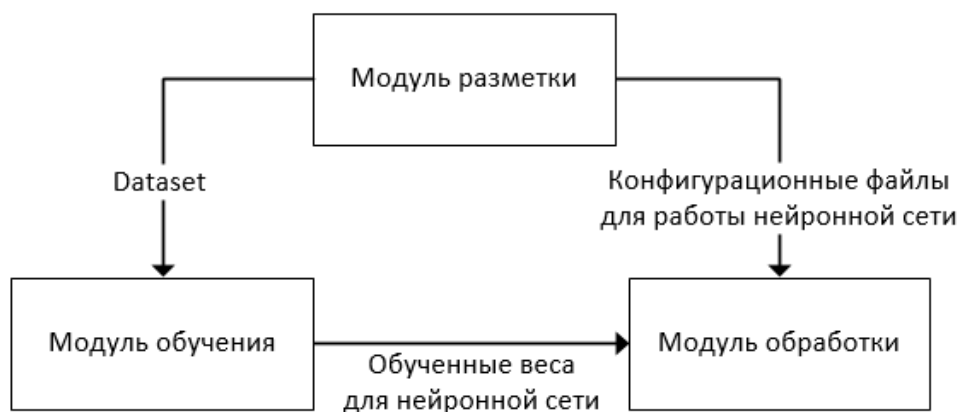 Модуль разметки
Dataset
Конфигурационные файлы
для работы нейронной сети
Модуль обучения
Обученные веса
для нейронной сети
Модуль обработки